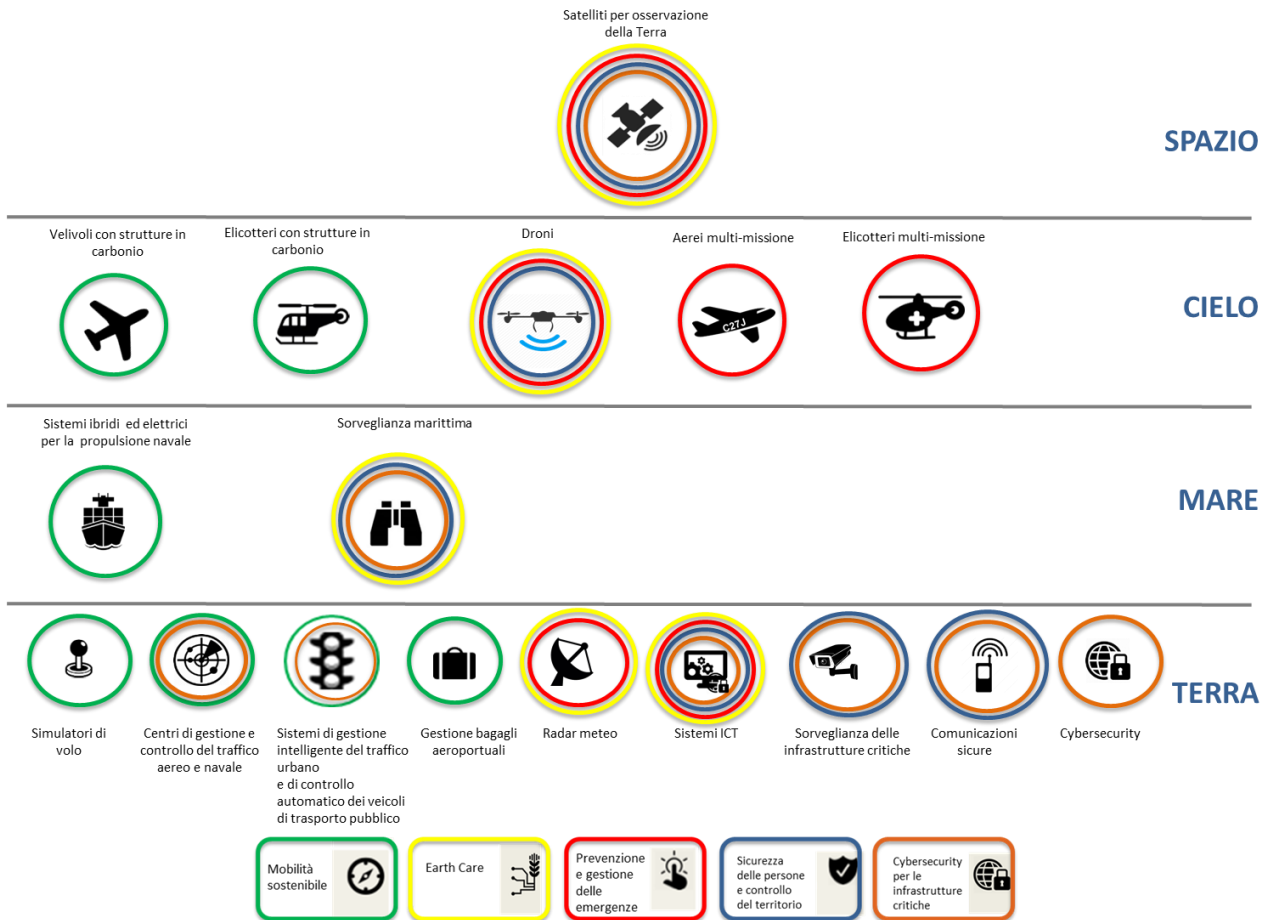 Satelliti per osservazione
della Terra
SPAZIO
Velivoli con strutture in
carbonio
Elicotteri con strutture in
carbonio
Droni
Aerei multi-missione
Elicotteri multi-missione
C27J
CIELO
Sistemi ibridi ed elettrici
per la propulsione navale
Sorveglianza marittima
MARE
TERRA
Simulatori di
volo
Centri di gestione e
controllo del traffico
aereo e navale
Sistemi di gestione
intelligente del traffico
urbano
e di controllo
automatico dei veicoli
di trasporto pubblico
Gestione bagagli
aeroportuali
Radar meteo
Sistemi ICT
Sorveglianza delle
infrastrutture critiche
Comunicazioni
sicure
Cybersecurity
Mobilità
sostenibile
Earth Care
Prevenzione
e gestione
delle
emergenze
Sicurezza
delle persone
e controllo
del territorio
Cybersecurity
per le
infrastrutture
critiche